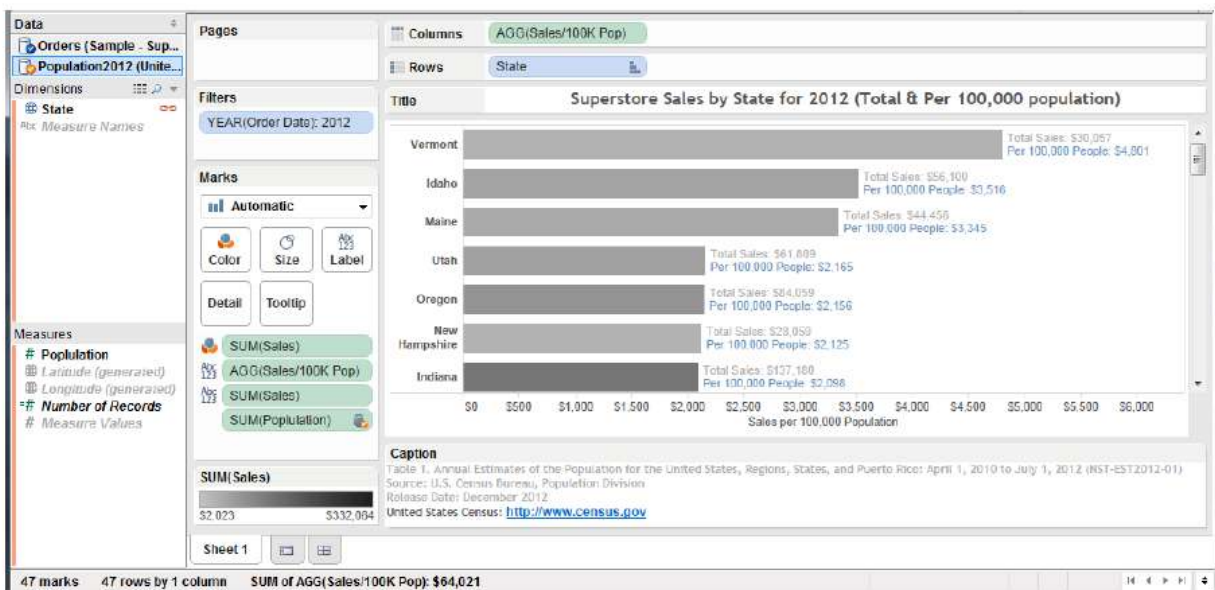 Data
Orders (Sample - Sup...
Population2012 (Unite...
Dimensions
State
Abc Measure Names
Measures
# Poplulation
Latitude (generated)
Longitude (generated)
=# Number of Records
# Measure Values
Pages
Filters
YEAR(Order Date): 2012
Marks
Automatic
Color
Size
Abc
123
Label
Detail
Tooltip
SUM(Sales)
Abc
123
AGG(Sales/100K Pop)
Abc
123
SUM(Sales)
SUM(Poplulation)
SUM(Sales)
$2,023 $332,064
Columns
AGG(Sales/100K Pop)
Rows
State
Title
Superstore Sales by State for 2012 (Total & Per 100,000 population)
Vermont
Total Sales: $30,057
Per 100,000 People: $4,801
Idaho
Total Sales: $56,100
Per 100,000 People: $3,516
Maine
Total Sales: $44,456
Per 100,000 People: $3,345
Utah
Total Sales: $61,809
Per 100,000 People: $2,165
Oregon
Total Sales: $84,059
Per 100,000 People: $2,156
New
Hampshire
Total Sales: $28,059
Per 100,000 People: $2,125
Indiana
Total Sales: $137,180
Per 100,000 People: $2,098
$0 $500 $1,000 $1,500 $2,000 $2,500 $3,000 $3,500 $4,000 $4,500 $5,000 $5,500 $6,000
Sales per 100,000 Population
Caption
Table 1. Annual Estimates of the Population for the United States, Regions, States, and Puerto Rico: April 1, 2010 to July 1, 2012 (NST-EST2012-01)
Source: U.S. Census Bureau, Population Division
Release Date: December 2012
United States Census: http://www.census.gov
Sheet 1
47 marks 47 rows by 1 column SUM of AGG(Sales/100K Pop): $64,021